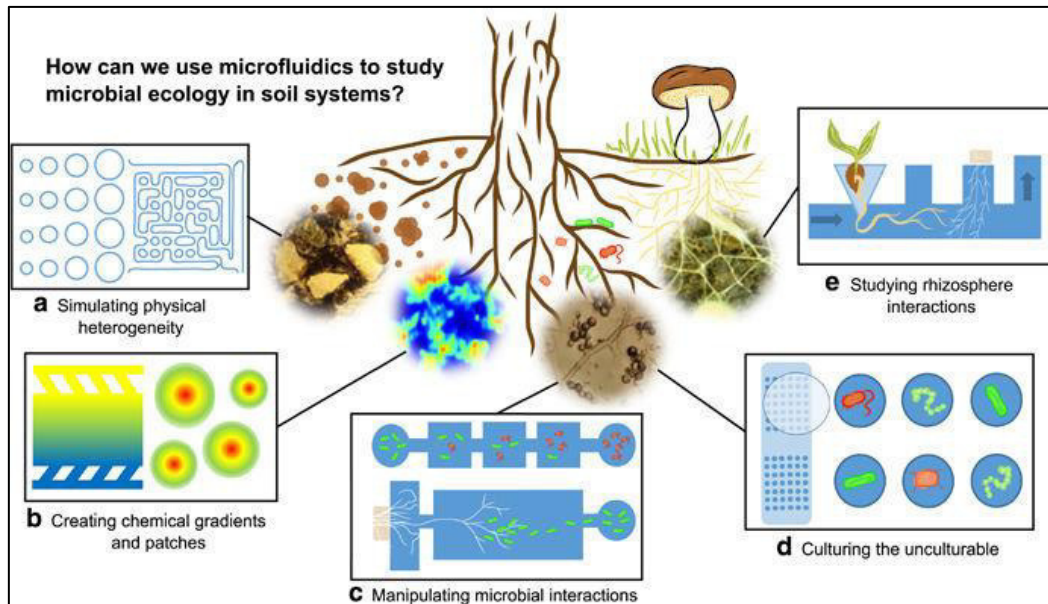 How can we use microfluidics to study
microbial ecology in soil systems?
a Simulating physical
heterogeneity
b Creating chemical gradients
and patches
c Manipulating microbial interactions
d Culturing the unculturable
e Studying rhizosphere
interactions